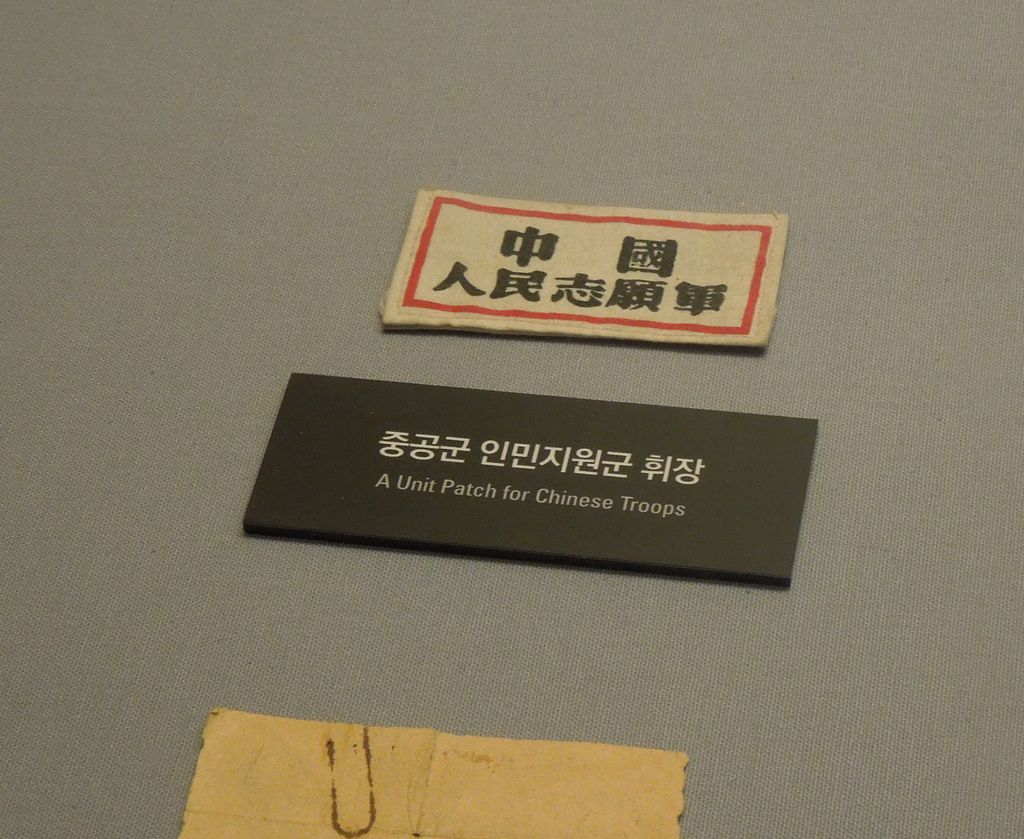 中 國
人民志願軍
중공군 인민지원군 휘장
A Unit Patch for Chinese Troops